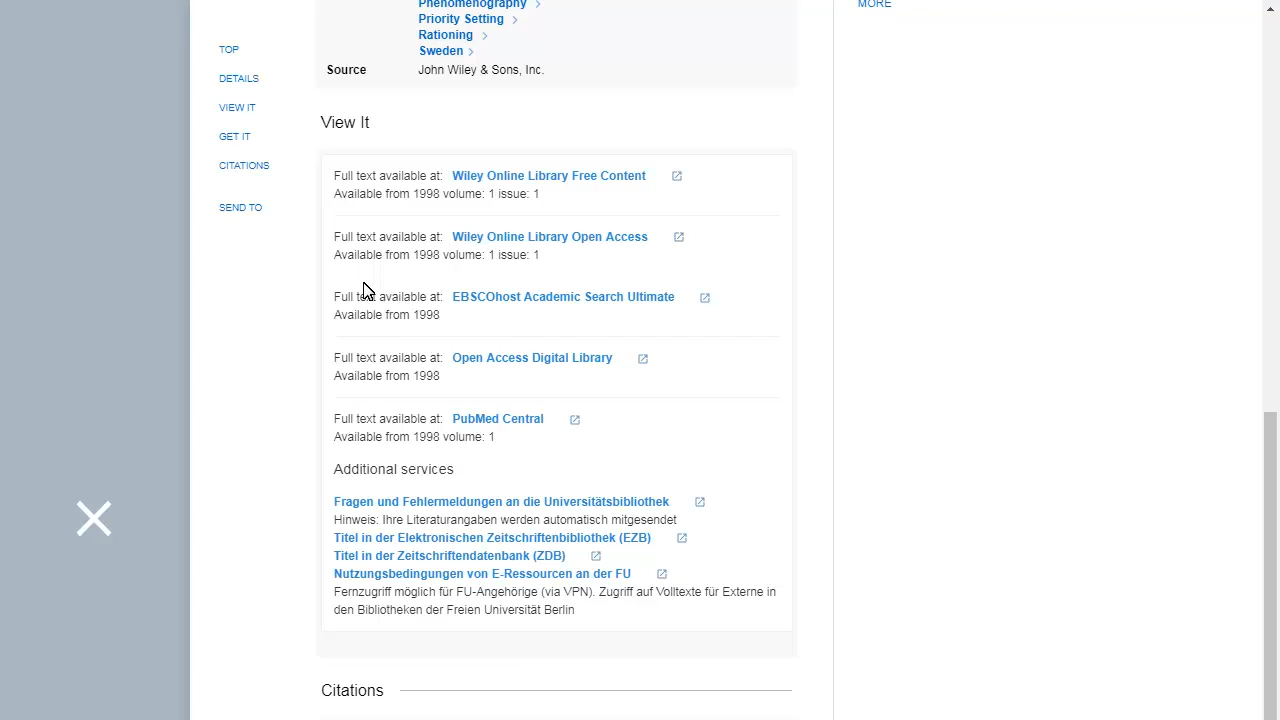 MORE
Phenomenography
Priority Setting
Rationing
Sweden
Source John Wiley & Sons, Inc.
TOP
DETAILS
VIEW IT
GET IT
CITATIONS
SEND TO
View It
Full text available at: Wiley Online Library Free Content
Available from 1998 volume: 1 issue: 1
Full text available at: Wiley Online Library Open Access
Available from 1998 volume: 1 issue: 1
Full text available at: EBSCOhost Academic Search Ultimate
Available from 1998
Full text available at: Open Access Digital Library
Available from 1998
Full text available at: PubMed Central
Available from 1998 volume: 1
Additional services
Fragen und Fehlermeldungen an die Universitätsbibliothek
Hinweis: Ihre Literaturangaben werden automatisch mitgesendet
Titel in der Elektronischen Zeitschriftenbibliothek (EZB)
Titel in der Zeitschriftendatenbank (ZDB)
Nutzungsbedingungen von E-Ressourcen an der FU
Fernzugriff möglich für FU-Angehörige (via VPN). Zugriff auf Volltexte für Externe in
den Bibliotheken der Freien Universität Berlin
Citations